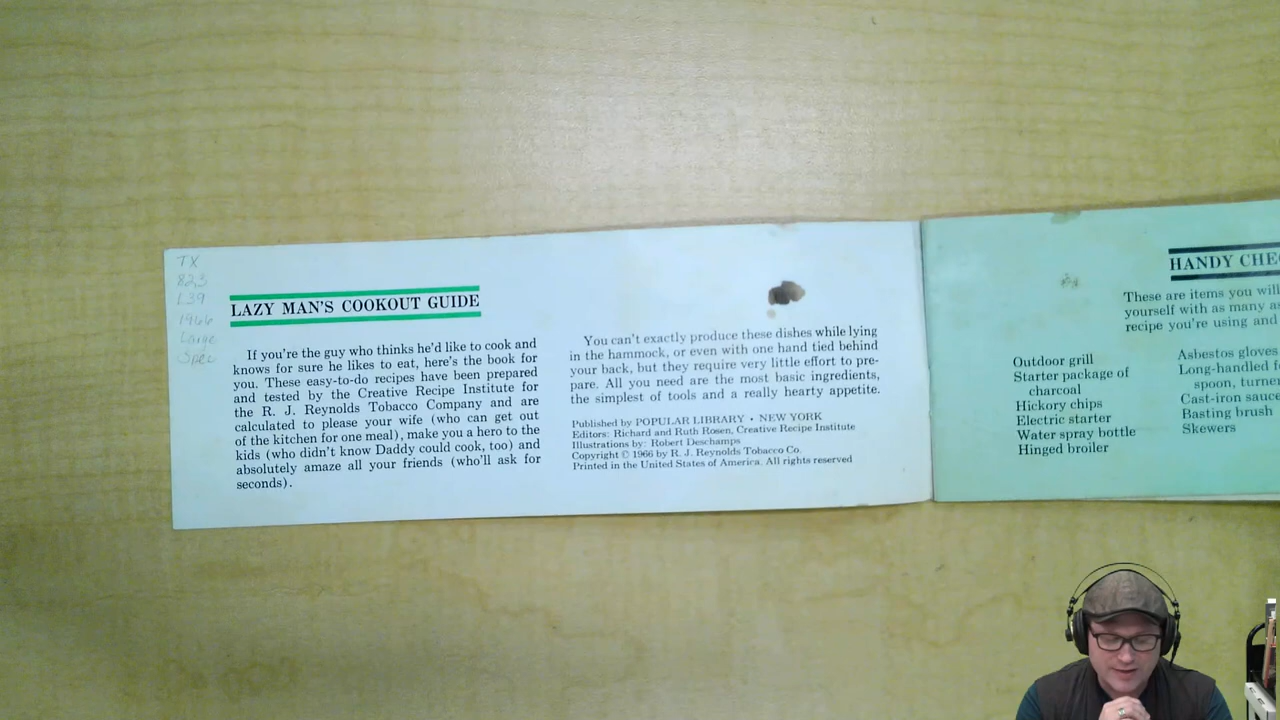 TX
823
L39
1966
Large
Spec
LAZY MAN'S COOKOUT GUIDE
If you're the guy who thinks he'd like to cook and
knows for sure he likes to eat, here's the book for
you. These easy-to-do recipes have been prepared
and tested by the Creative Recipe Institute for
the R. J. Reynolds Tobacco Company and are
calculated to please your wife (who can get out
of the kitchen for one meal), make you a hero to the
kids (who didn't know Daddy could cook, too) and
absolutely amaze all your friends (who'll ask for
seconds).
You can't exactly produce these dishes while lying
in the hammock, or even with one hand tied behind
your back, but they require very little effort to pre-
pare. All you need are the most basic ingredients,
the simplest of tools and a really hearty appetite.
Published by POPULAR LIBRARY • NEW YORK
Editors: Richard and Ruth Rosen, Creative Recipe Institute
Illustrations by: Robert Deschamps
Copyright © 1966 by R. J. Reynolds Tobacco Co.
Printed in the United States of America. All rights reserved
HANDY CHEC
These are items you will
yourself with as many as
recipe you're using and
Outdoor grill
Starter package of
charcoal
Hickory chips
Electric starter
Water spray bottle
Hinged broiler
Asbestos gloves
Long-handled f
spoon, turne
Cast-iron sauce
Basting brush
Skewers